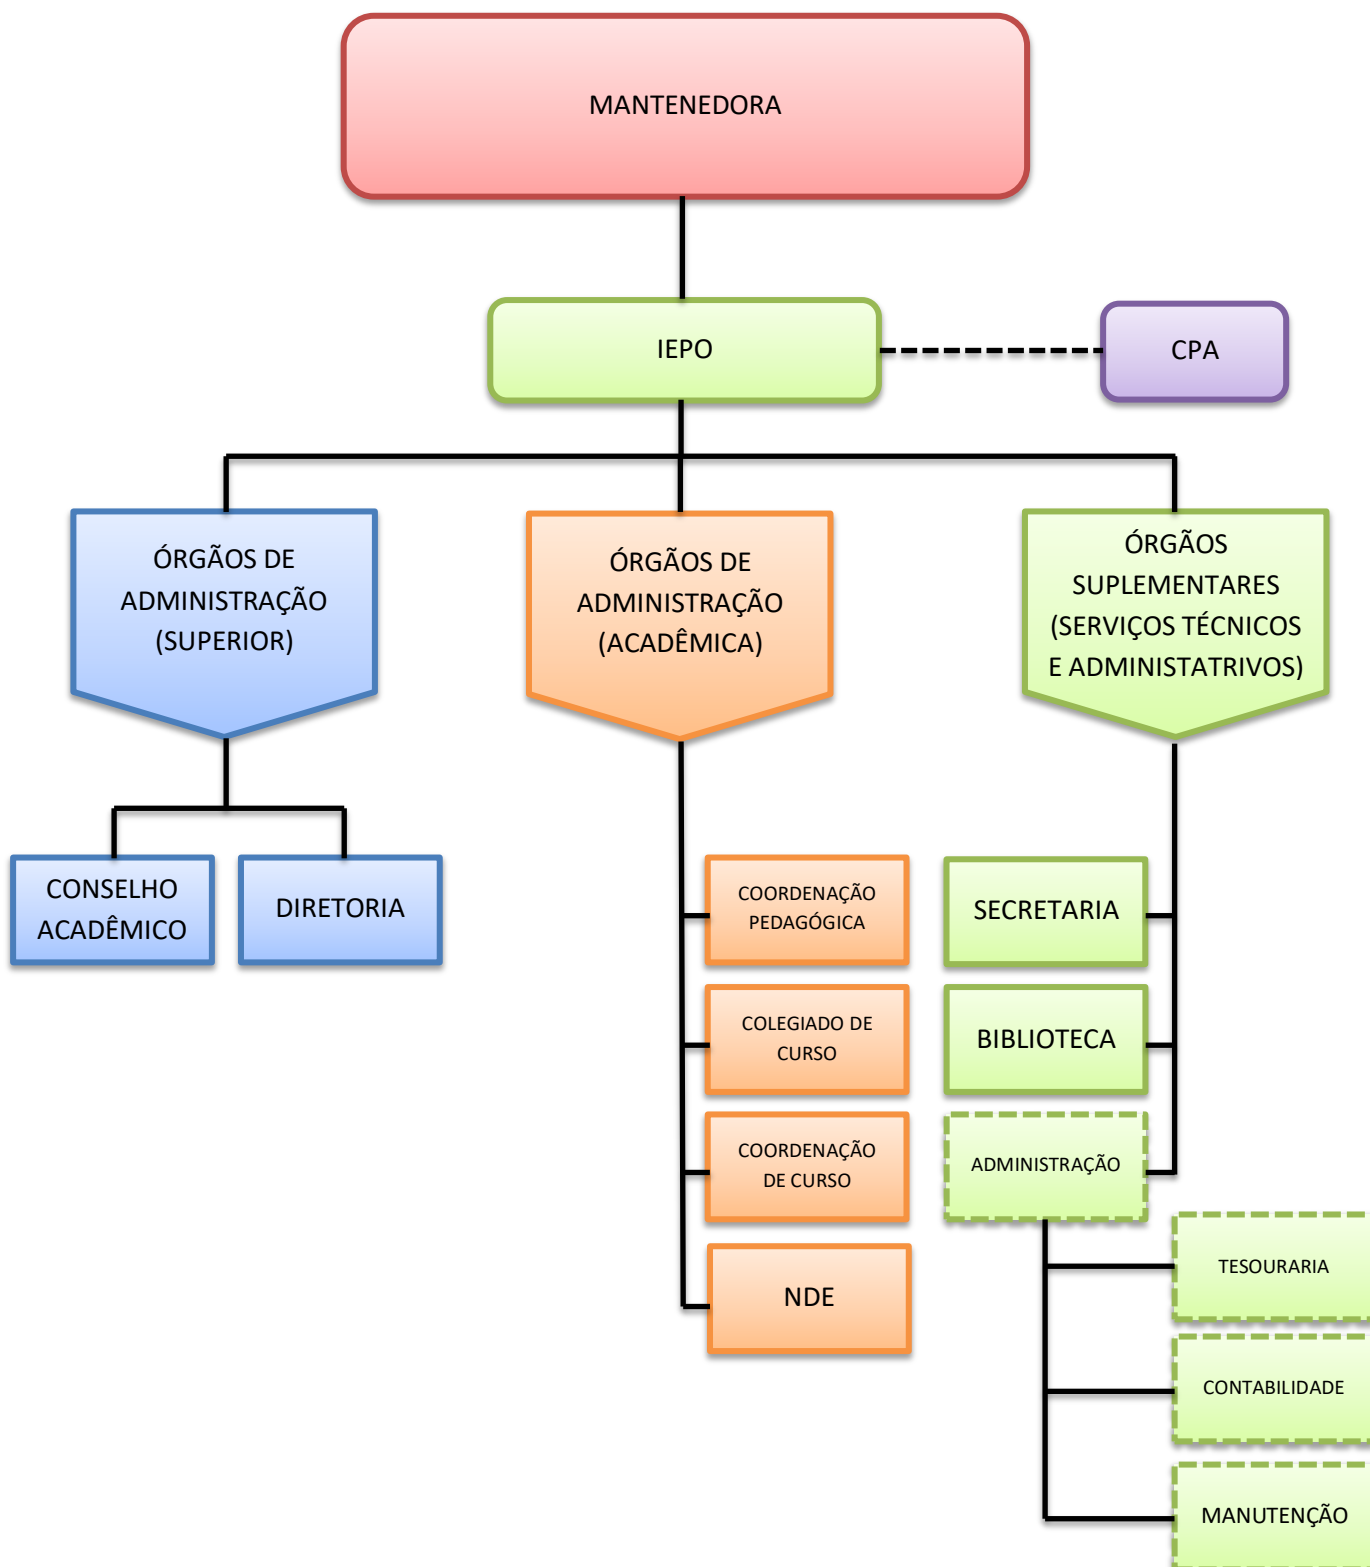 MANTENEDORA
IEPO
CPA
ÓRGÃOS DE
ADMINISTRAÇÃO
(SUPERIOR)
ÓRGÃOS DE
ADMINISTRAÇÃO
(ACADÊMICA)
ÓRGÃOS
SUPLEMENTARES
(SERVIÇOS TÉCNICOS
E ADMINISTATRIVOS)
CONSELHO
ACADÊMICO
DIRETORIA
COORDENAÇÃO
PEDAGÓGICA
COLEGIADO DE
CURSO
COORDENAÇÃO
DE CURSO
NDE
SECRETARIA
BIBLIOTECA
ADMINISTRAÇÃO
TESOURARIA
CONTABILIDADE
MANUTENÇÃO